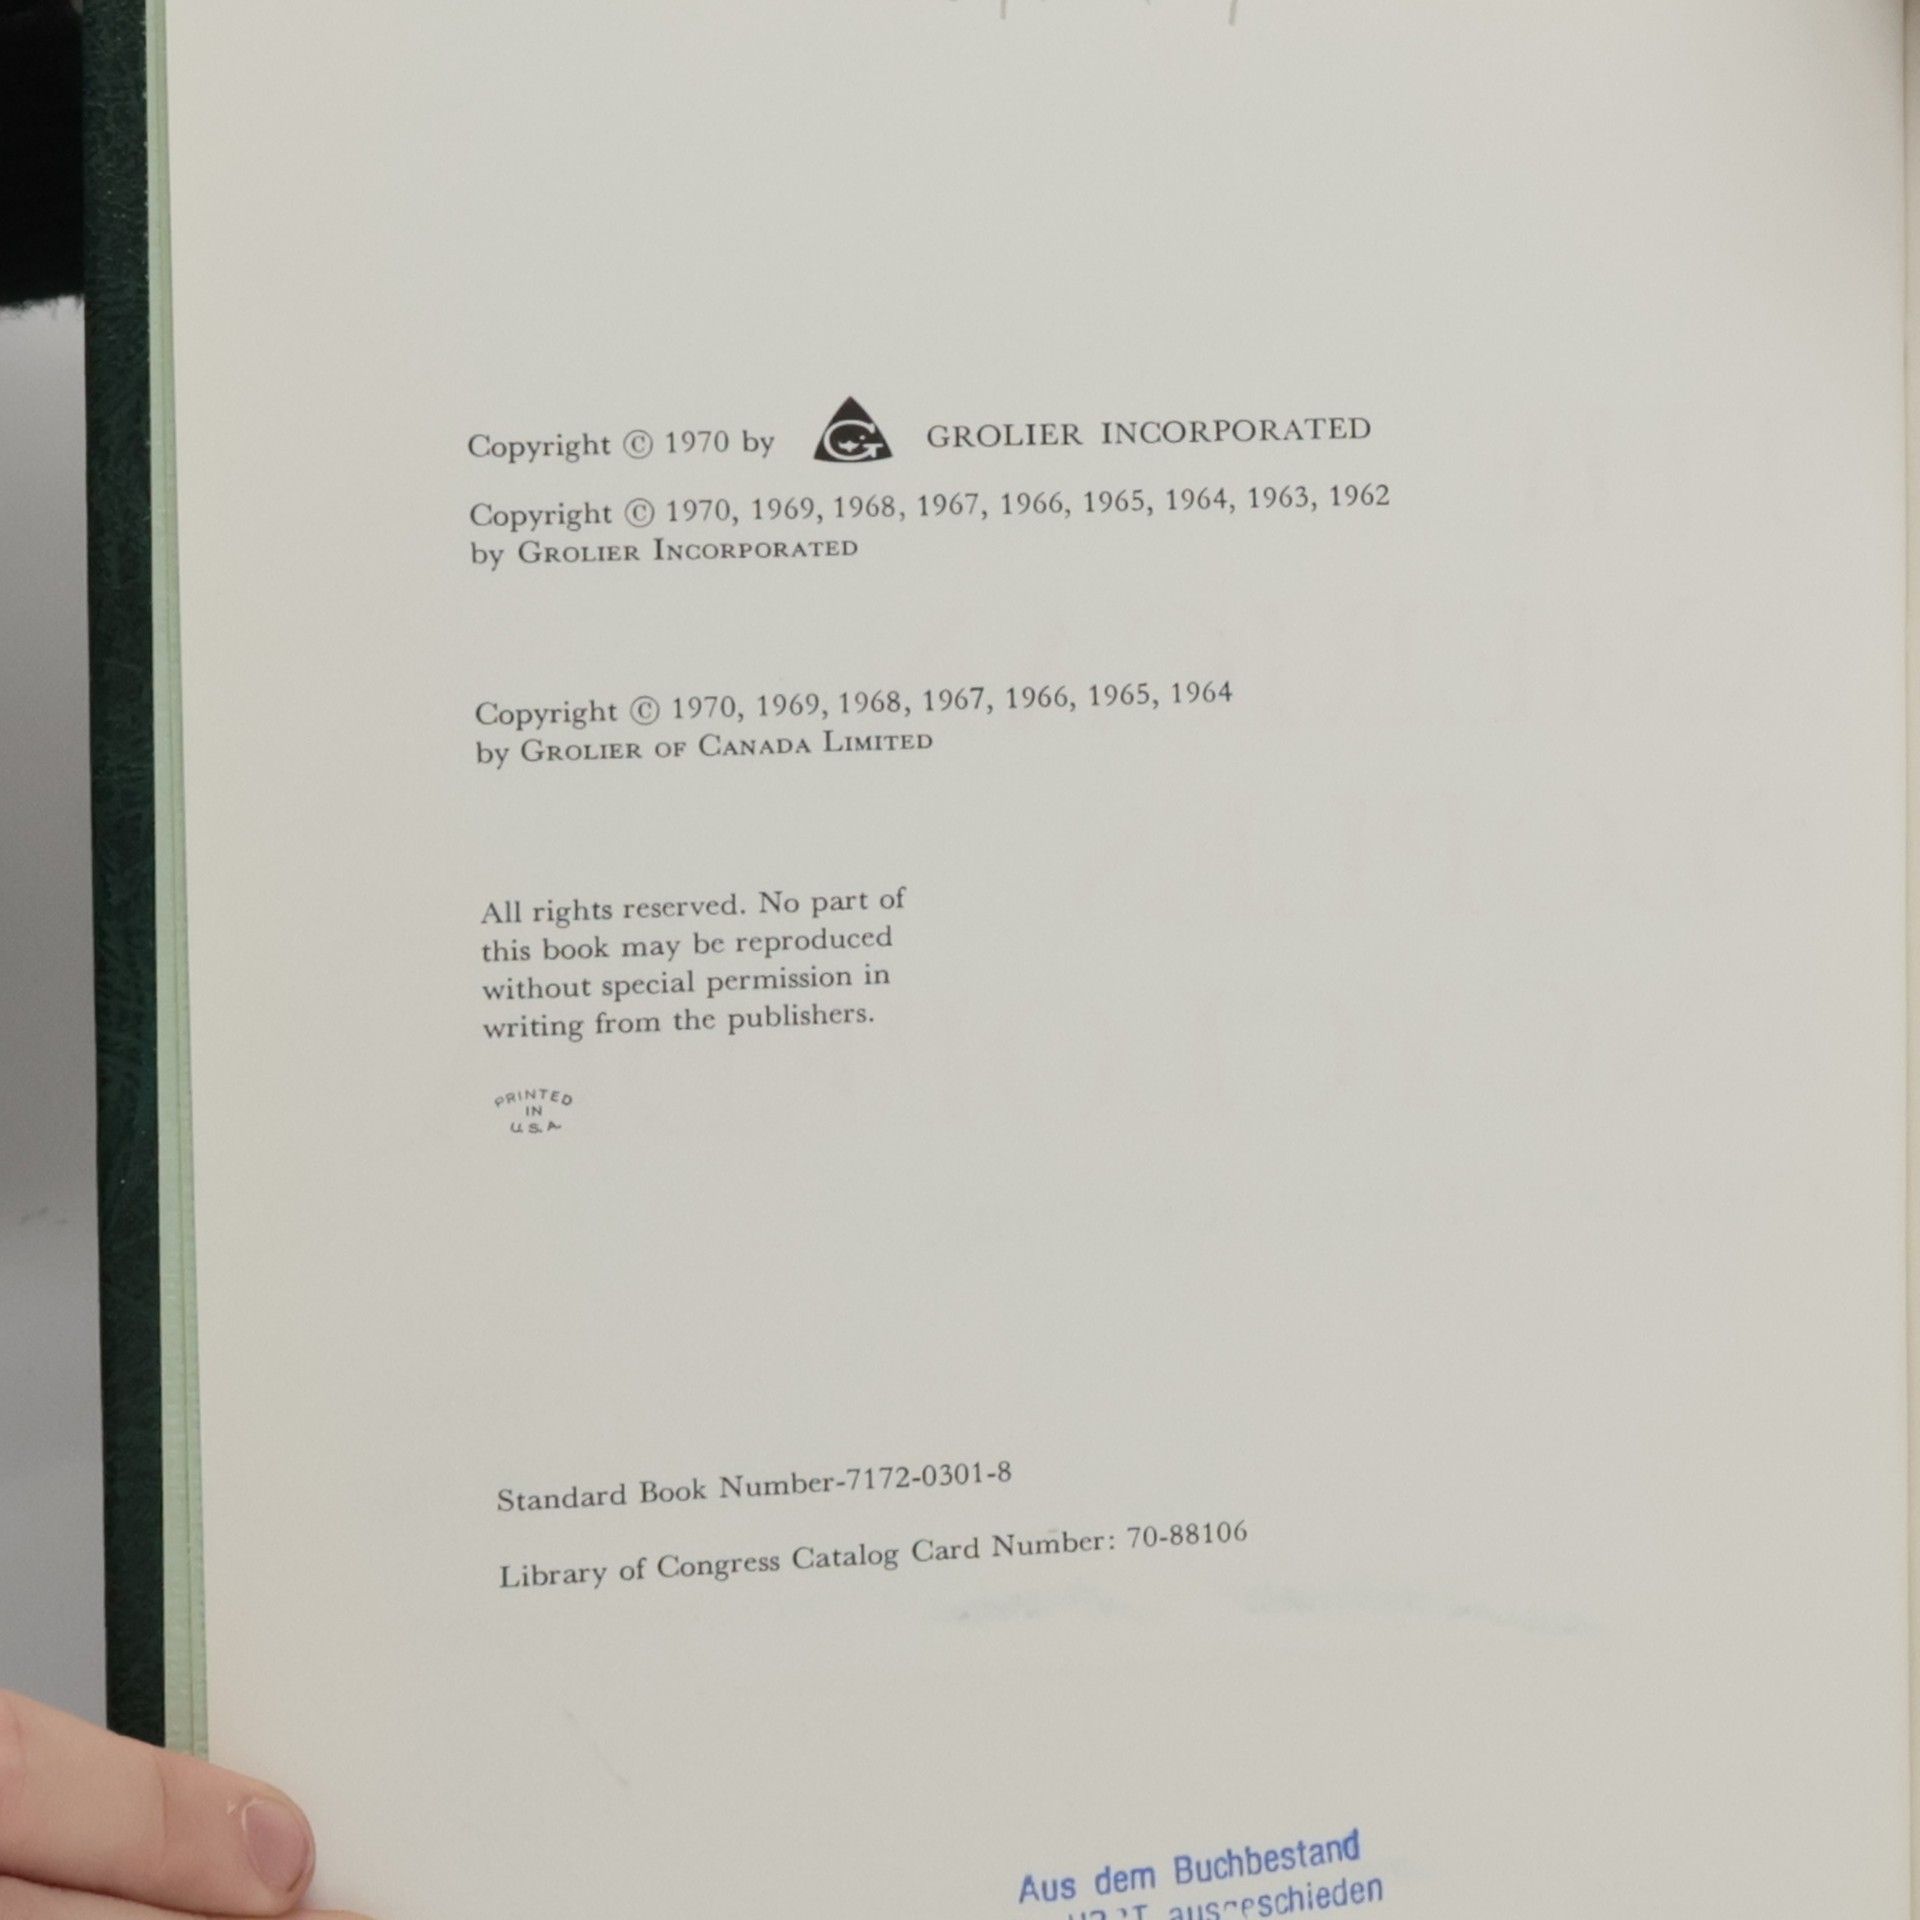 Copyright © 1970 by G GROLIER INCORPORATED
Copyright © 1970, 1969, 1968, 1967, 1966, 1965, 1964, 1963, 1962
by GROLIER INCORPORATED
Copyright © 1970, 1969, 1968, 1967, 1966, 1965, 1964
by GROLIER OF CANADA LIMITED
All rights reserved. No part of
this book may be reproduced
without special permission in
writing from the publishers.
PRINTED
IN
U.S.A
Standard Book Number-7172-0301-8
Library of Congress Catalog Card Number: 70-88106
Aus dem Buchbestand
ausgeschieden